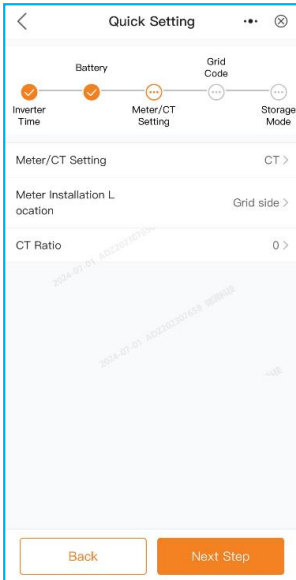 Quick Setting
Battery
Grid
Code
Inverter
Time
Meter/CT
Setting
Storage
Mode
Meter/CT Setting CT
Meter Installation L
ocation
Grid side
CT Ratio 0
Back Next Step